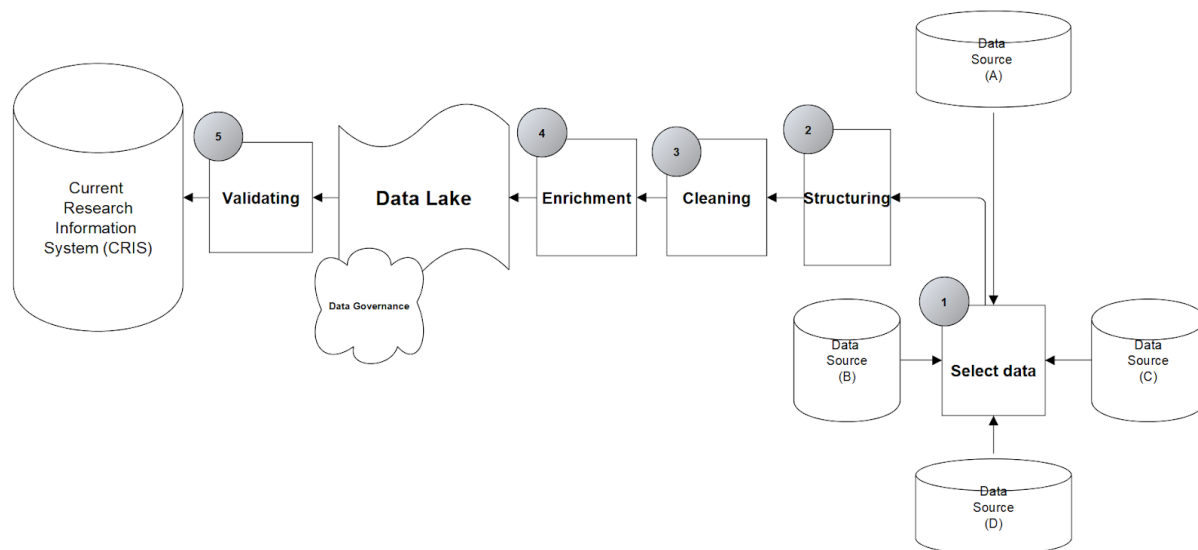 Data
Source
(A)
5
4
3
2
Current
Research
Information
System (CRIS)
Validating
Data Lake
Enrichment
Cleaning
Structuring
Data Governance
1
Data
Source
(B)
Select data
Data
Source
(C)
Data
Source
(D)